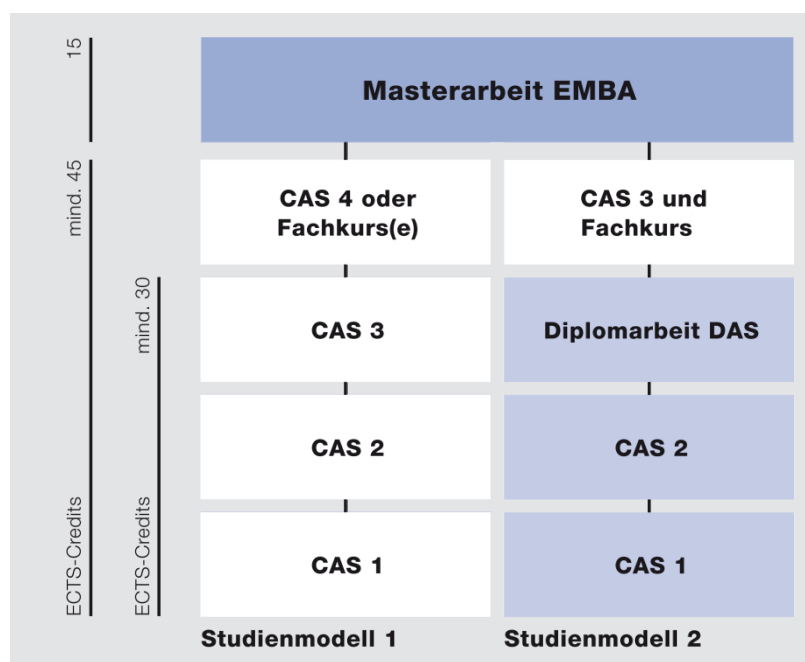 15
Masterarbeit EMBA
mind. 45
CAS 4 oder
Fachkurs(e)
CAS 3 und
Fachkurs
mind. 30
CAS 3
Diplomarbeit DAS
CAS 2
CAS 2
ECTS-Credits
ECTS-Credits
CAS 1
CAS 1
Studienmodell 1
Studienmodell 2